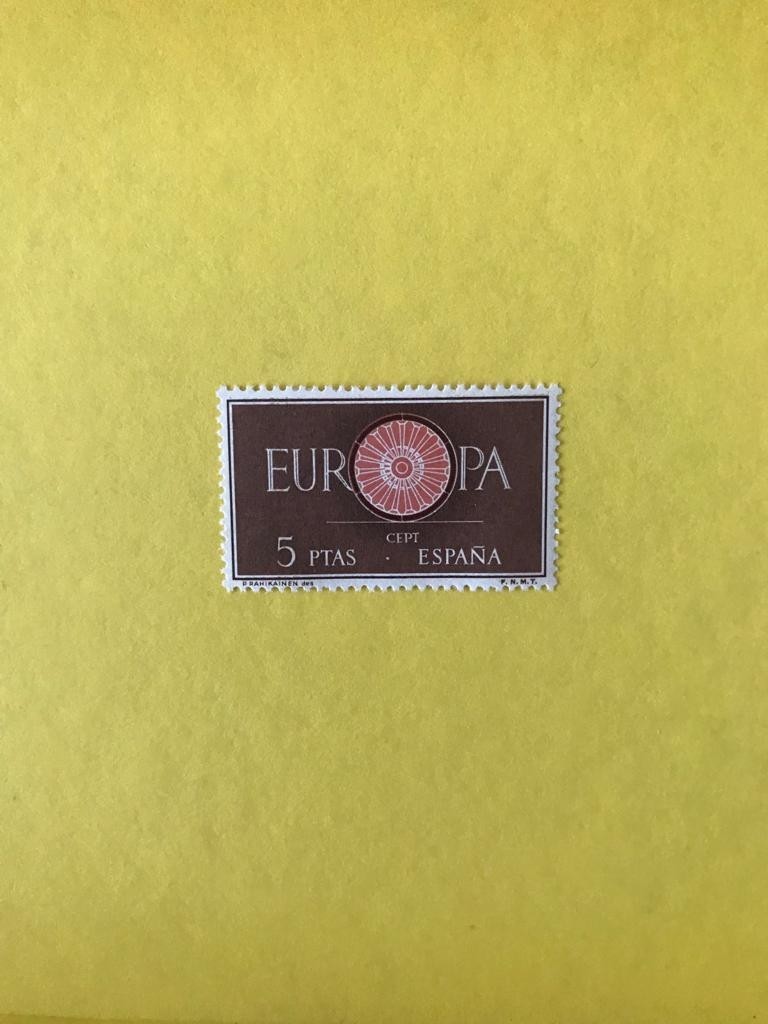 EUROPA
CEPT
5 PTAS · ESPAÑA
P. RAHIKAINEN des F. N. M. T.